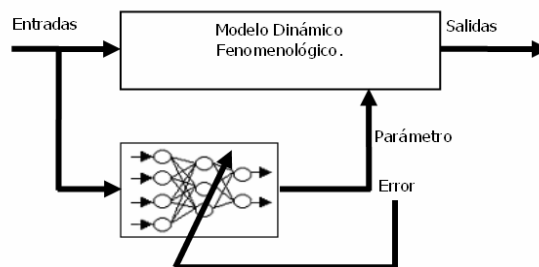 Entradas
Modelo Dinámico
Fenomenológico.
Salidas
Parámetro
Error